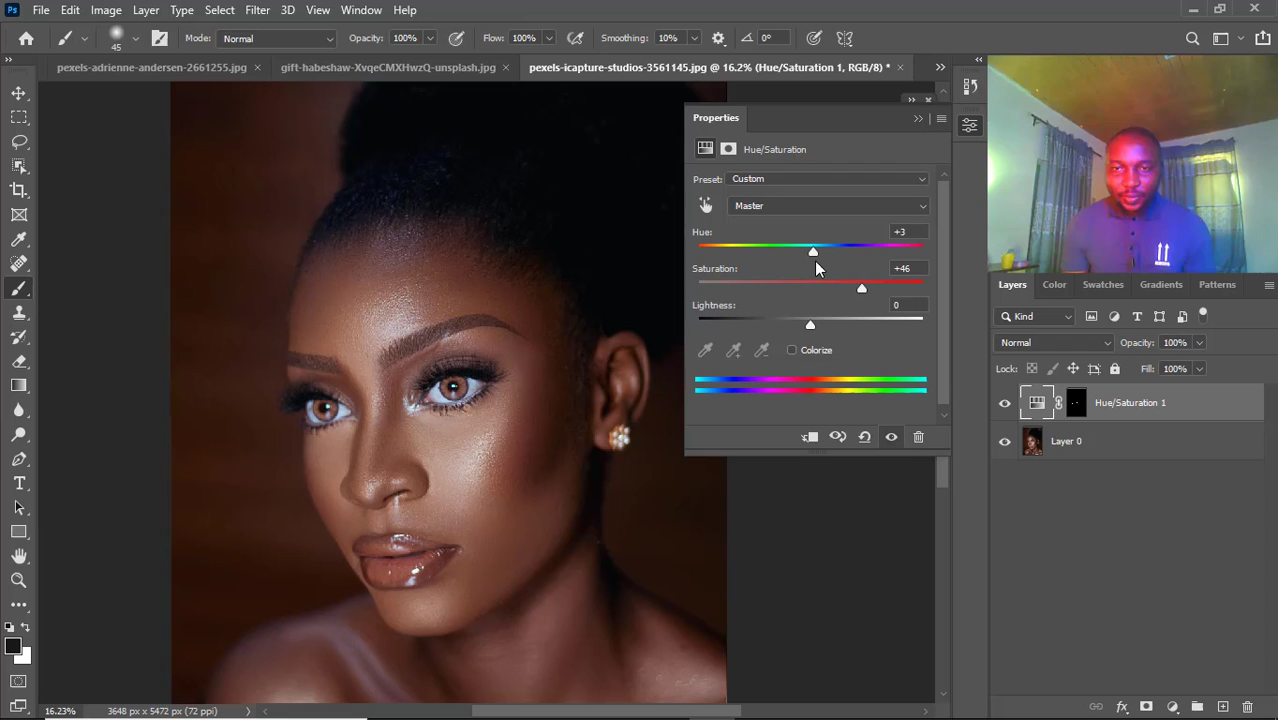 Ps File Edit Image Layer Type Select Filter 3D View Window Help
45 Mode: Normal Opacity: 100% Flow: 100% Smoothing: 10% 0°
pexels-adrienne-andersen-2661255.jpg × gift-habeshaw-XvqeCMXHwzQ-unsplash.jpg × pexels-icapture-studios-3561145.jpg @ 16.2% (Hue/Saturation 1, RGB/8) * ×
Properties
Hue/Saturation
Preset: Custom
Master
Hue: +3
Saturation: +46
Lightness: 0
Colorize
Layers Color Swatches Gradients Patterns
Kind
Normal Opacity: 100%
Lock: Fill: 100%
Hue/Saturation 1
Layer 0
16.23% 3648 px x 5472 px (72 ppi)